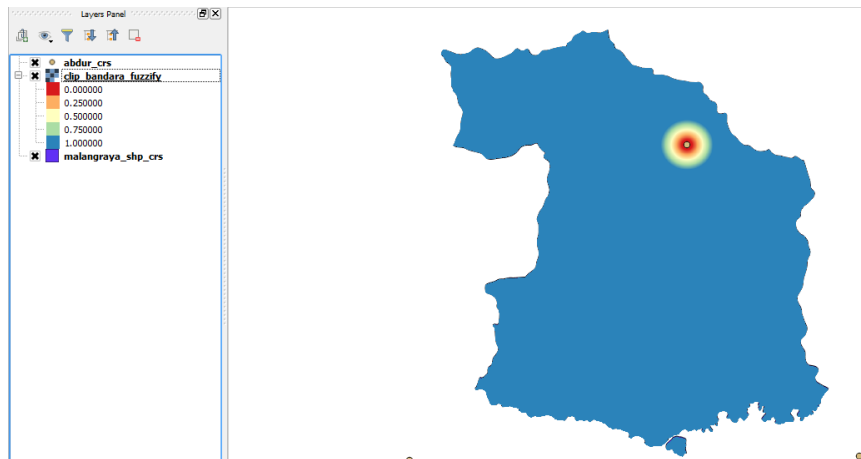 Layers Panel
abdur_crs
clip_bandara_fuzzify
0.000000
0.250000
0.500000
0.750000
1.000000
malangraya_shp_crs